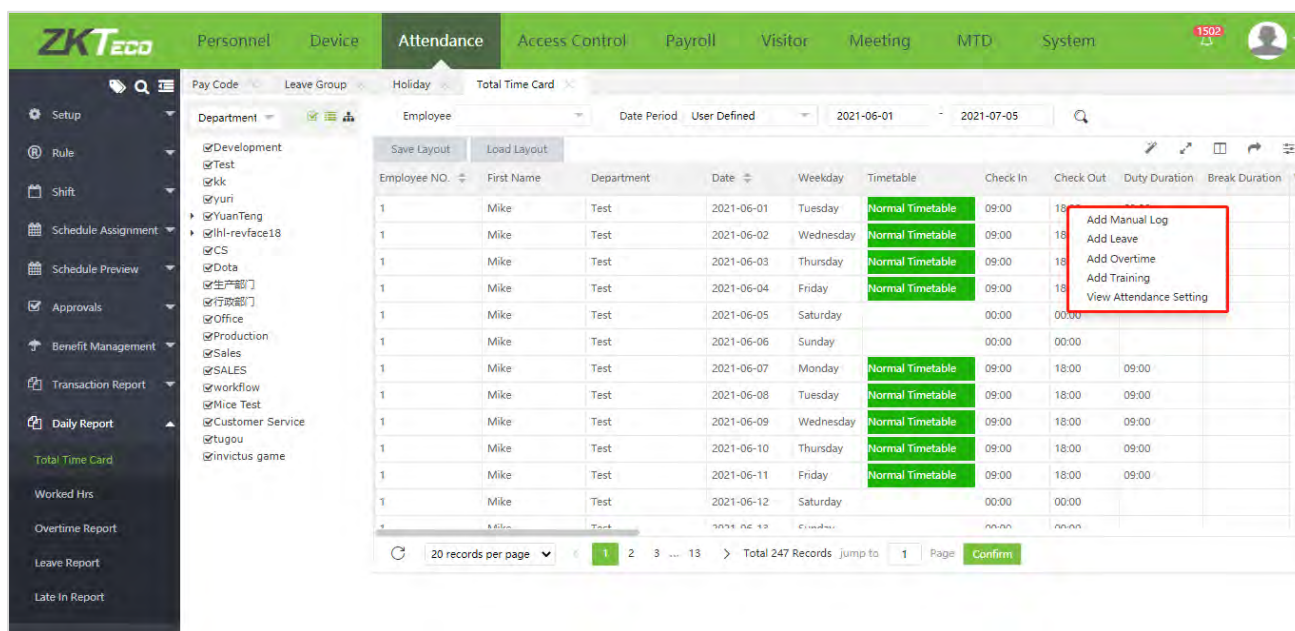 ZKTECO Personnel Device Attendance Access Control Payroll Visitor Meeting MTD System 1502
Pay Code Leave Group Holiday Total Time Card
Setup
Rule
Shift
Schedule Assignment
Schedule Preview
Approvals
Benefit Management
Transaction Report
Daily Report
Total Time Card
Worked Hrs
Overtime Report
Leave Report
Late In Report
Department
Development
Test
kk
yuri
YuanTeng
lhl-revface18
CS
Dota
生产部门
行政部门
Office
Production
Sales
SALES
workflow
Mice Test
Customer Service
tugou
invictus game
Employee Date Period User Defined 2021-06-01 - 2021-07-05
Save Layout Load Layout
Employee NO. First Name Department Date Weekday Timetable Check In Check Out Duty Duration Break Duration
1 Mike Test 2021-06-01 Tuesday Normal Timetable 09:00 18
1 Mike Test 2021-06-02 Wednesday Normal Timetable 09:00 18
1 Mike Test 2021-06-03 Thursday Normal Timetable 09:00 18
1 Mike Test 2021-06-04 Friday Normal Timetable 09:00 18
1 Mike Test 2021-06-05 Saturday 00:00 00:00
1 Mike Test 2021-06-06 Sunday 00:00 00:00
1 Mike Test 2021-06-07 Monday Normal Timetable 09:00 18:00 09:00
1 Mike Test 2021-06-08 Tuesday Normal Timetable 09:00 18:00 09:00
1 Mike Test 2021-06-09 Wednesday Normal Timetable 09:00 18:00 09:00
1 Mike Test 2021-06-10 Thursday Normal Timetable 09:00 18:00 09:00
1 Mike Test 2021-06-11 Friday Normal Timetable 09:00 18:00 09:00
1 Mike Test 2021-06-12 Saturday 00:00 00:00
1 Mike Test 2021-06-13 Sunday 00:00 00:00
Add Manual Log
Add Leave
Add Overtime
Add Training
View Attendance Setting
20 records per page 1 2 3 ... 13 Total 247 Records jump to 1 Page Confirm